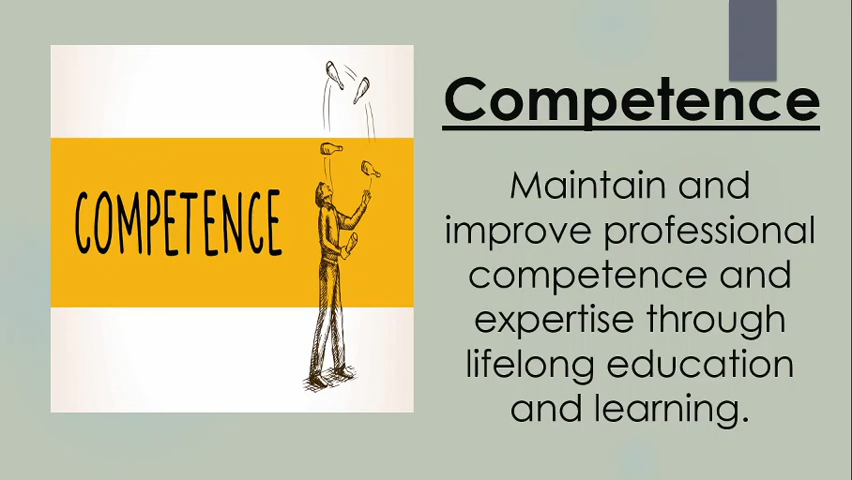 COMPETENCE
Competence
Maintain and
improve professional
competence and
expertise through
lifelong education
and learning.